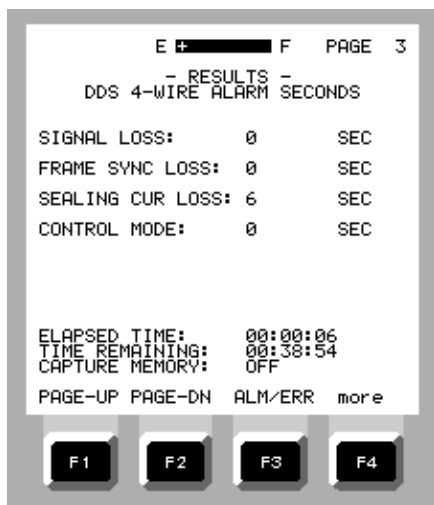 E + F PAGE 3
- RESULTS -
DDS 4-WIRE ALARM SECONDS
SIGNAL LOSS: 0 SEC
FRAME SYNC LOSS: 0 SEC
SEALING CUR LOSS: 6 SEC
CONTROL MODE: 0 SEC
ELAPSED TIME: 00:00:06
TIME REMAINING: 00:38:54
CAPTURE MEMORY: OFF
PAGE-UP PAGE-DN ALM/ERR more
F1 F2 F3 F4